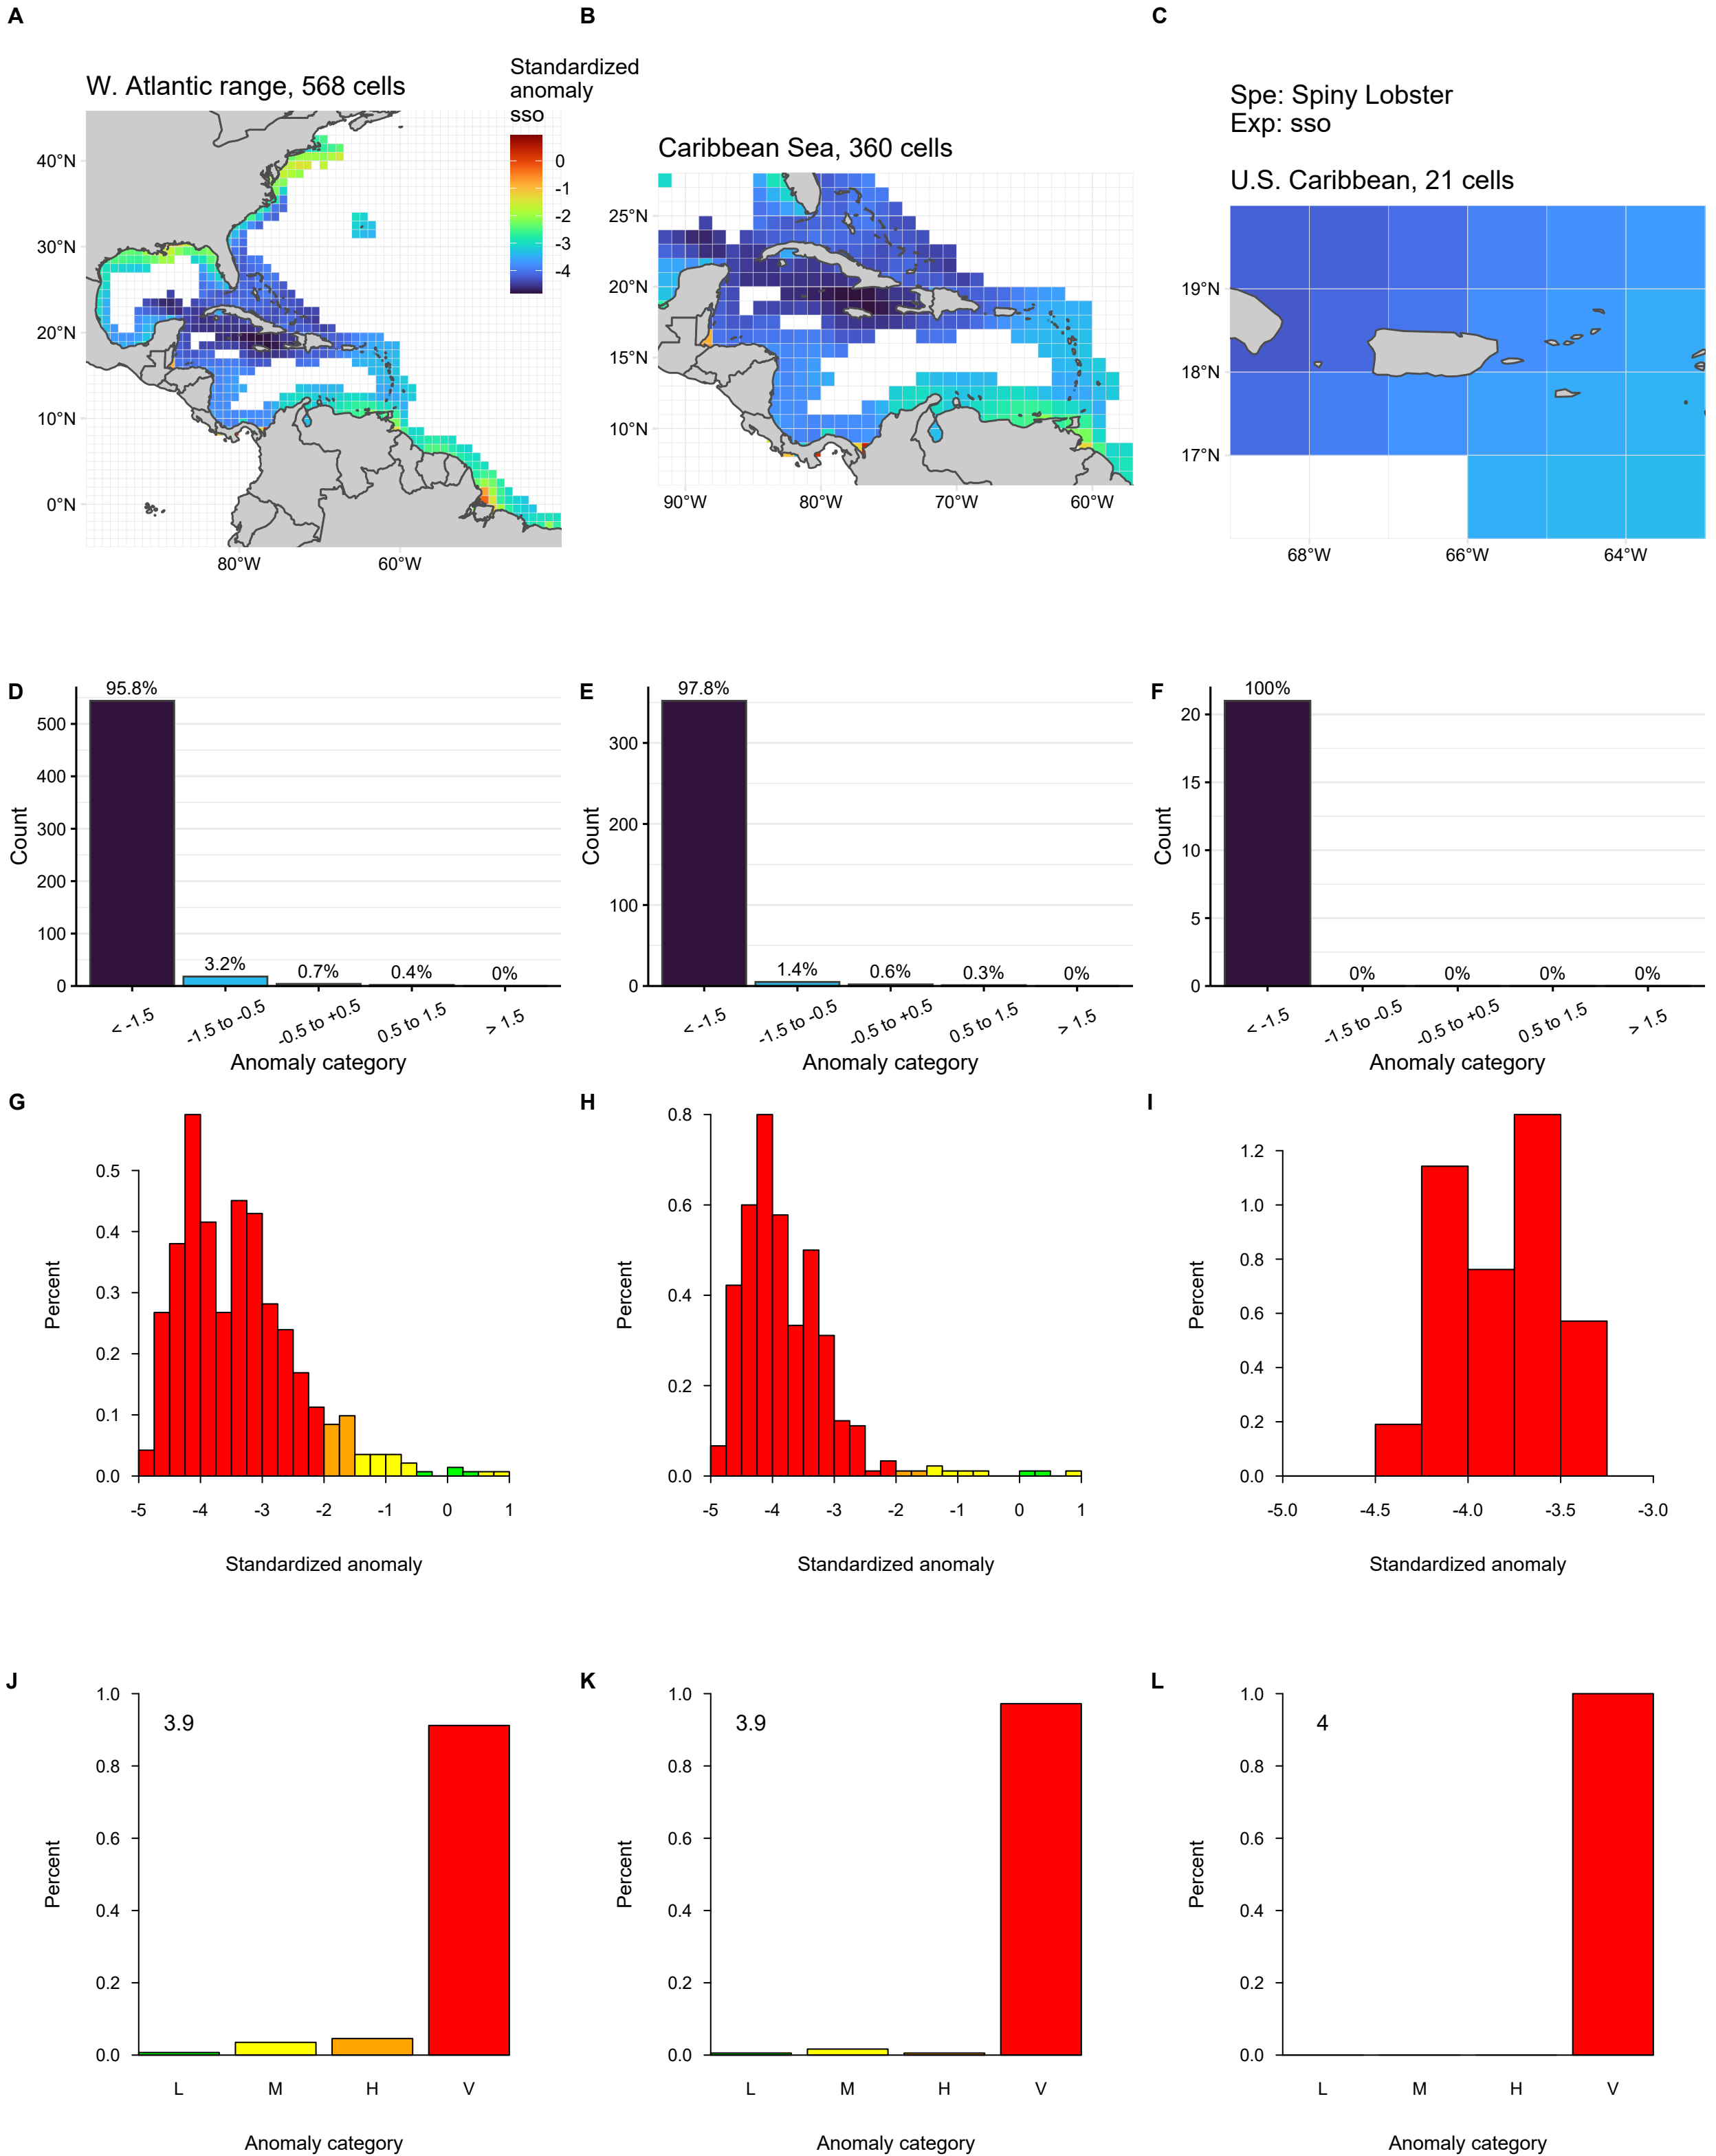 A
B
C
W. Atlantic range, 568 cells
Standardized
anomaly
sso
0
-1
-2
-3
-4
40°N
30°N
20°N
10°N
0°N
80°W
60°W
Caribbean Sea, 360 cells
25°N
20°N
15°N
10°N
90°W
80°W
70°W
60°W
Spe: Spiny Lobster
Exp: sso
U.S. Caribbean, 21 cells
19°N
18°N
17°N
68°W
66°W
64°W
D
95.8%
3.2%
0.7%
0.4%
0%
500
400
300
200
100
0
Count
< -1.5
-1.5 to -0.5
-0.5 to +0.5
0.5 to 1.5
> 1.5
Anomaly category
E
97.8%
1.4%
0.6%
0.3%
0%
300
200
100
0
Count
< -1.5
-1.5 to -0.5
-0.5 to +0.5
0.5 to 1.5
> 1.5
Anomaly category
F
100%
0%
0%
0%
0%
20
15
10
5
0
Count
< -1.5
-1.5 to -0.5
-0.5 to +0.5
0.5 to 1.5
> 1.5
Anomaly category
G
0.5
0.4
0.3
0.2
0.1
0.0
Percent
-5
-4
-3
-2
-1
0
1
Standardized anomaly
H
0.8
0.6
0.4
0.2
0.0
Percent
-5
-4
-3
-2
-1
0
1
Standardized anomaly
I
1.2
1.0
0.8
0.6
0.4
0.2
0.0
Percent
-5.0
-4.5
-4.0
-3.5
-3.0
Standardized anomaly
J
3.9
1.0
0.8
0.6
0.4
0.2
0.0
Percent
L
M
H
V
Anomaly category
K
3.9
1.0
0.8
0.6
0.4
0.2
0.0
Percent
L
M
H
V
Anomaly category
L
4
1.0
0.8
0.6
0.4
0.2
0.0
Percent
L
M
H
V
Anomaly category